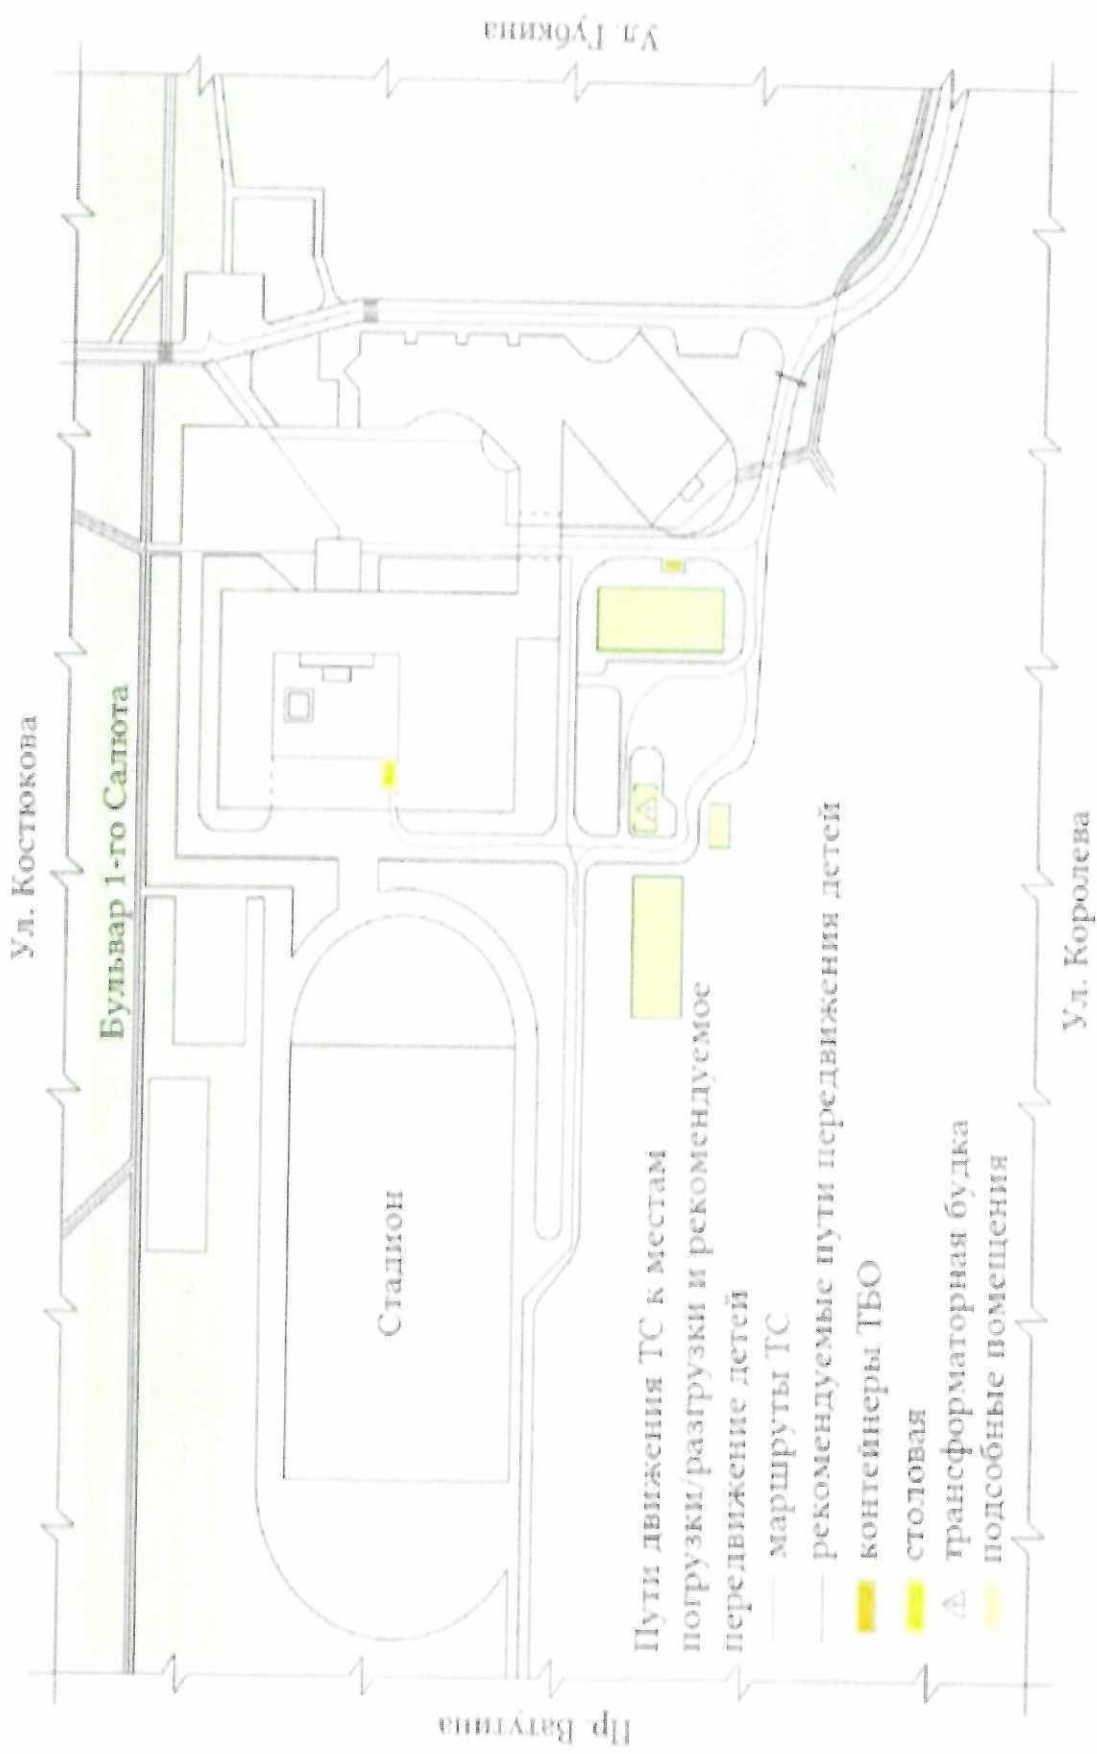 Ул. Костюкова
Бульвар 1-го Салюта
Ул. Губкина
Пр. Ватутина
Стадион
Пути движения ТС к местам
погрузки/разгрузки и рекомендуемое
передвижение детей
маршруты ТС
рекомендуемые пути передвижения детей
контейнеры ТБО
столовая
трансформаторная будка
подсобные помещения
Ул. Королева